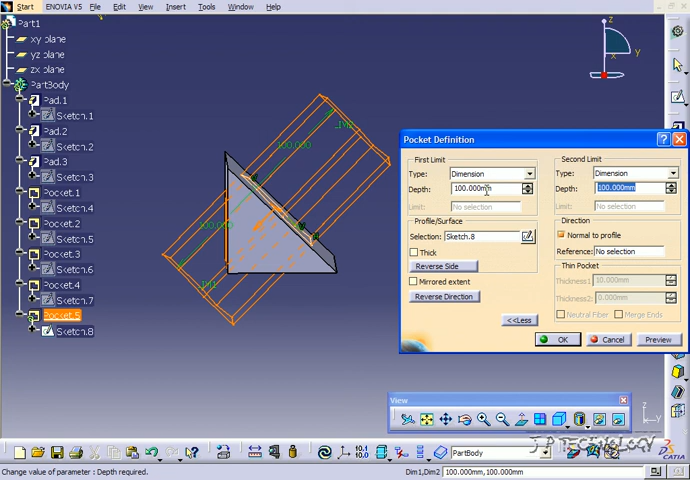 Start ENOVIA V5 File Edit View Insert Tools Window Help
Part1
xy plane
yz plane
zx plane
PartBody
Pad.1
Sketch.1
Pad.2
Sketch.2
Pad.3
Sketch.3
Pocket.1
Sketch.4
Pocket.2
Sketch.5
Pocket.3
Sketch.6
Pocket.4
Sketch.7
Pocket.5
Sketch.8
z
y
x
100.000
LIM2
100.000
LIM1
Pocket Definition
First Limit
Type: Dimension
Depth: 100.000mm
Limit: No selection
Profile/Surface
Selection: Sketch.8
Thick
Reverse Side
Mirrored extent
Reverse Direction
<<Less
Second Limit
Type: Dimension
Depth: 100.000mm
Limit: No selection
Direction
Normal to profile
Reference: No selection
Thin Pocket
Thickness1: 10.000mm
Thickness2: 0.000mm
Neutral Fiber Merge Ends
OK Cancel Preview
View
PartBody
J.P TECHNOLOGY
CATIA
Change value of parameter : Depth required. Dim1,Dim2 100.000mm,100.000mm